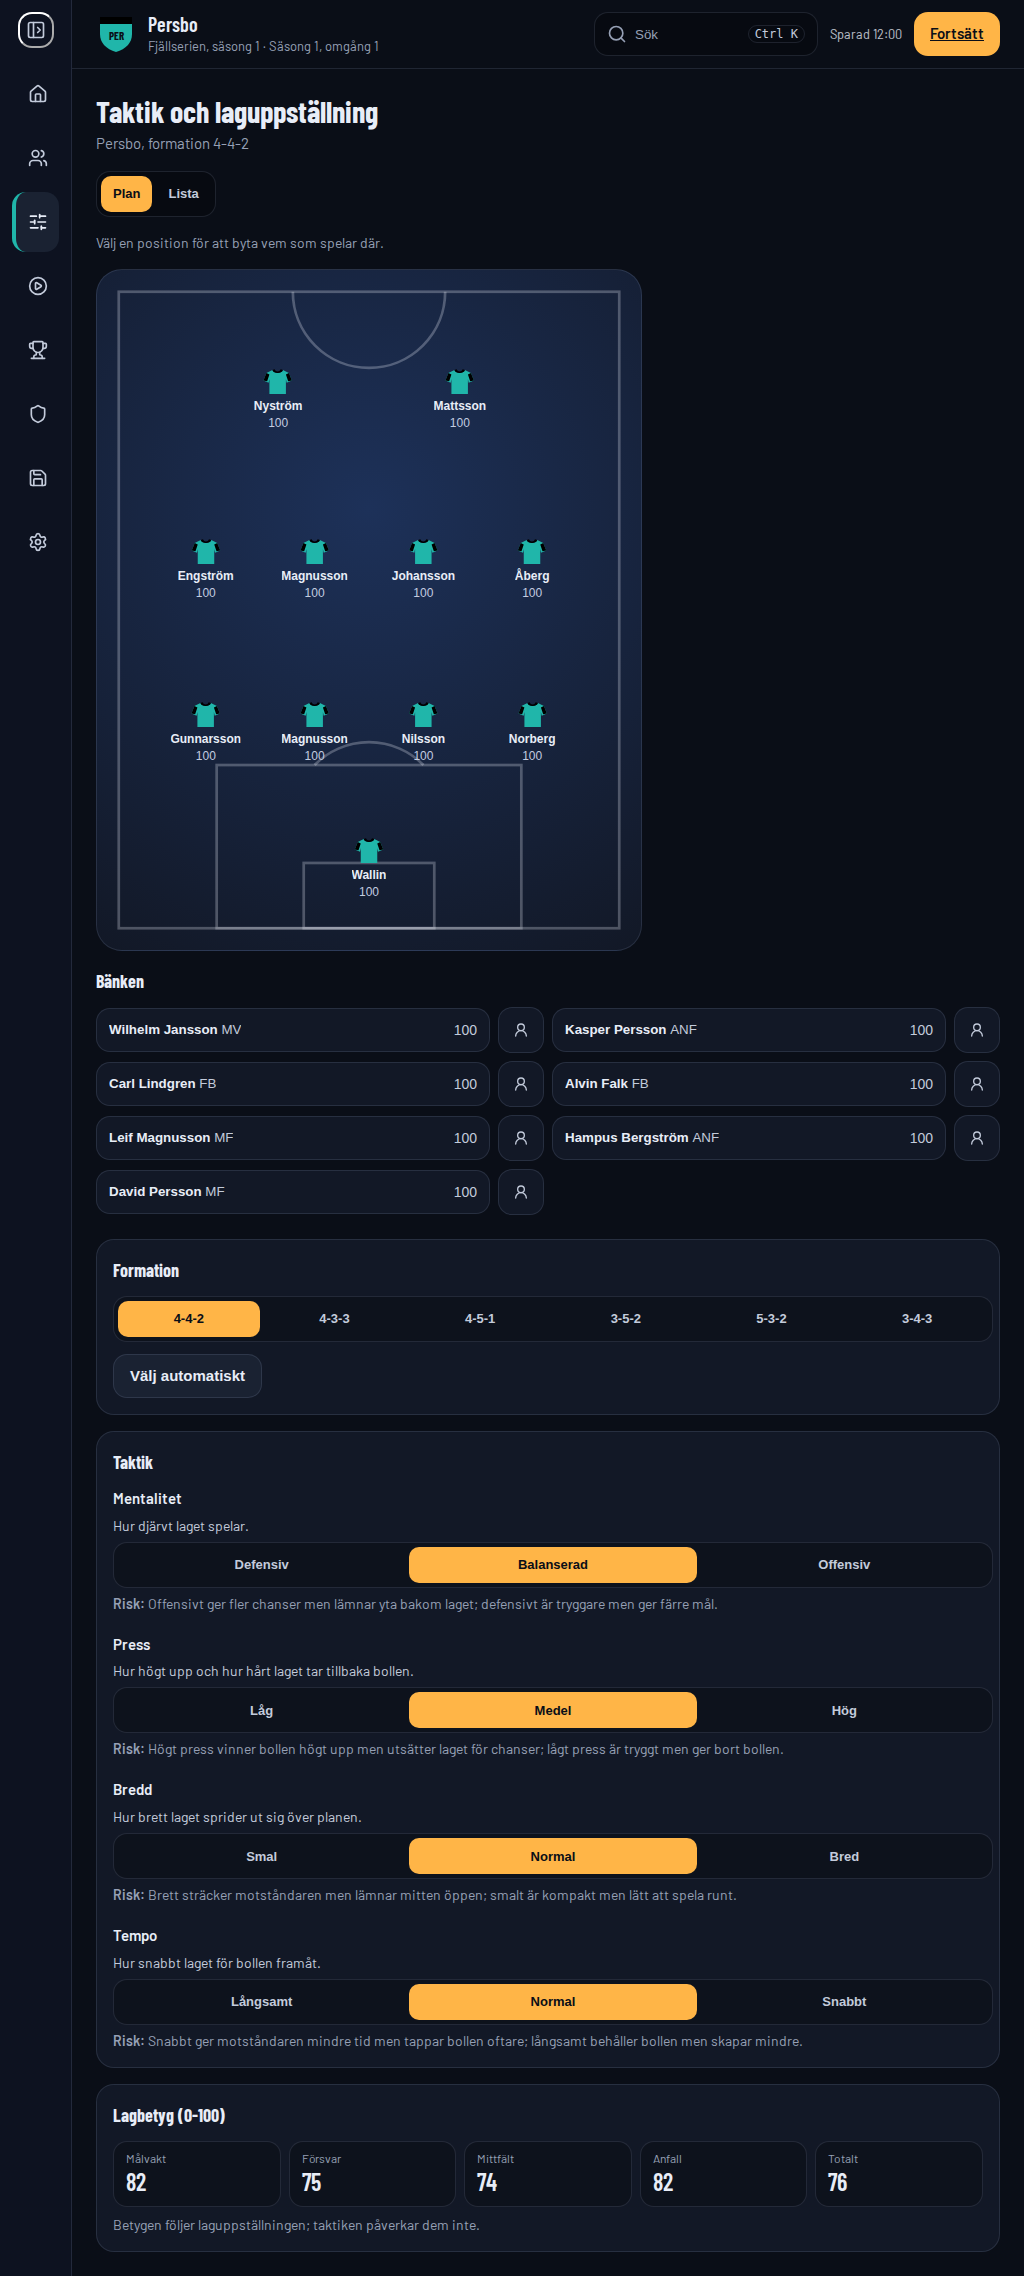 PER
Persbo
Fjällserien, säsong 1 · Säsong 1, omgång 1
Sök
Ctrl K
Sparad 12:00
Fortsätt
Taktik och laguppställning
Persbo, formation 4-4-2
Plan
Lista
Välj en position för att byta vem som spelar där.
Nyström
100
Mattsson
100
Engström
100
Magnusson
100
Johansson
100
Åberg
100
Gunnarsson
100
Magnusson
100
Nilsson
100
Norberg
100
Wallin
100
Bänken
Wilhelm Jansson MV 100
Kasper Persson ANF 100
Carl Lindgren FB 100
Alvin Falk FB 100
Leif Magnusson MF 100
Hampus Bergström ANF 100
David Persson MF 100
Formation
4-4-2
4-3-3
4-5-1
3-5-2
5-3-2
3-4-3
Välj automatiskt
Taktik
Mentalitet
Hur djärvt laget spelar.
Defensiv
Balanserad
Offensiv
Risk: Offensivt ger fler chanser men lämnar yta bakom laget; defensivt är tryggare men ger färre mål.
Press
Hur högt upp och hur hårt laget tar tillbaka bollen.
Låg
Medel
Hög
Risk: Högt press vinner bollen högt upp men utsätter laget för chanser; lågt press är tryggt men ger bort bollen.
Bredd
Hur brett laget sprider ut sig över planen.
Smal
Normal
Bred
Risk: Brett sträcker motståndaren men lämnar mitten öppen; smalt är kompakt men lätt att spela runt.
Tempo
Hur snabbt laget för bollen framåt.
Långsamt
Normal
Snabbt
Risk: Snabbt ger motståndaren mindre tid men tappar bollen oftare; långsamt behåller bollen men skapar mindre.
Lagbetyg (0-100)
Målvakt
82
Försvar
75
Mittfält
74
Anfall
82
Totalt
76
Betygen följer laguppställningen; taktiken påverkar dem inte.